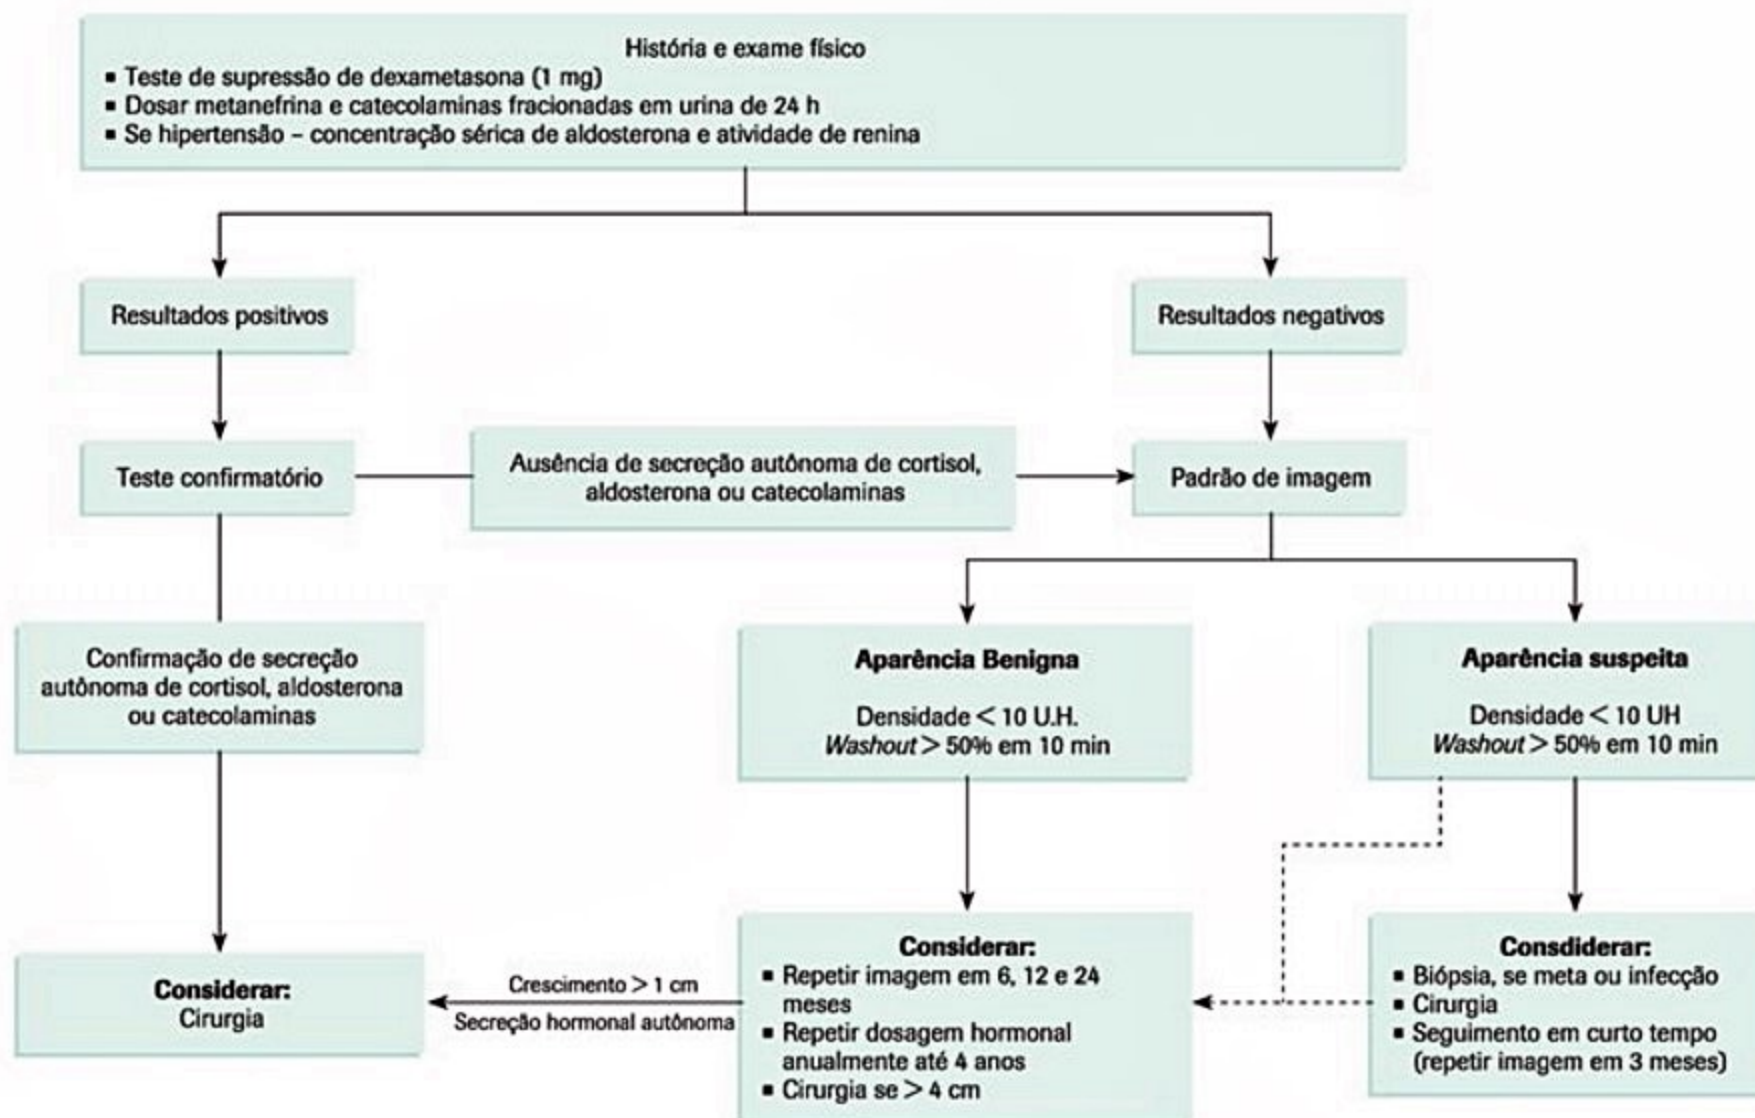 História e exame físico
▪ Teste de supressão de dexametasona (1 mg)
▪ Dosar metanefrina e catecolaminas fracionadas em urina de 24 h
▪ Se hipertensão – concentração sérica de aldosterona e atividade de renina
Resultados positivos
Resultados negativos
Teste confirmatório
Ausência de secreção autônoma de cortisol,
aldosterona ou catecolaminas
Padrão de imagem
Confirmação de secreção
autônoma de cortisol, aldosterona
ou catecolaminas
Aparência Benigna
Densidade < 10 U.H.
Washout > 50% em 10 min
Aparência suspeita
Densidade < 10 UH
Washout > 50% em 10 min
Considerar:
Cirurgia
Crescimento > 1 cm
Secreção hormonal autônoma
Considerar:
▪ Repetir imagem em 6, 12 e 24
meses
▪ Repetir dosagem hormonal
anualmente até 4 anos
▪ Cirurgia se > 4 cm
Consdiderar:
▪ Biópsia, se meta ou infecção
▪ Cirurgia
▪ Seguimento em curto tempo
(repetir imagem em 3 meses)